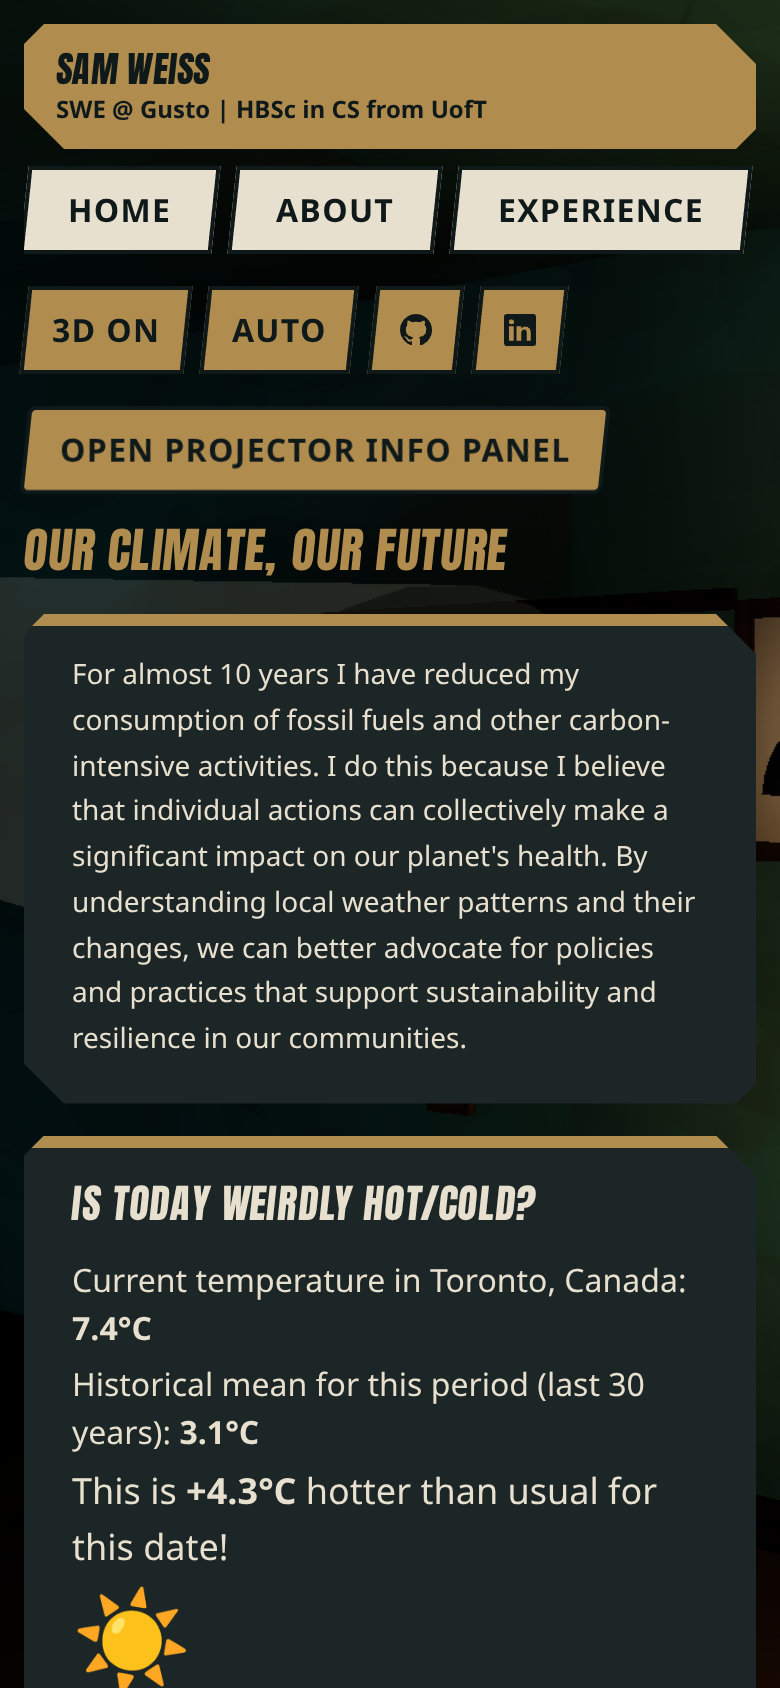 SAM WEISS
SWE @ Gusto | HBSc in CS from UofT
HOME ABOUT EXPERIENCE
3D ON AUTO in
OPEN PROJECTOR INFO PANEL
OUR CLIMATE, OUR FUTURE
For almost 10 years I have reduced my
consumption of fossil fuels and other carbon-
intensive activities. I do this because I believe
that individual actions can collectively make a
significant impact on our planet's health. By
understanding local weather patterns and their
changes, we can better advocate for policies
and practices that support sustainability and
resilience in our communities.
IS TODAY WEIRDLY HOT/COLD?
Current temperature in Toronto, Canada:
7.4°C
Historical mean for this period (last 30
years): 3.1°C
This is +4.3°C hotter than usual for
this date!